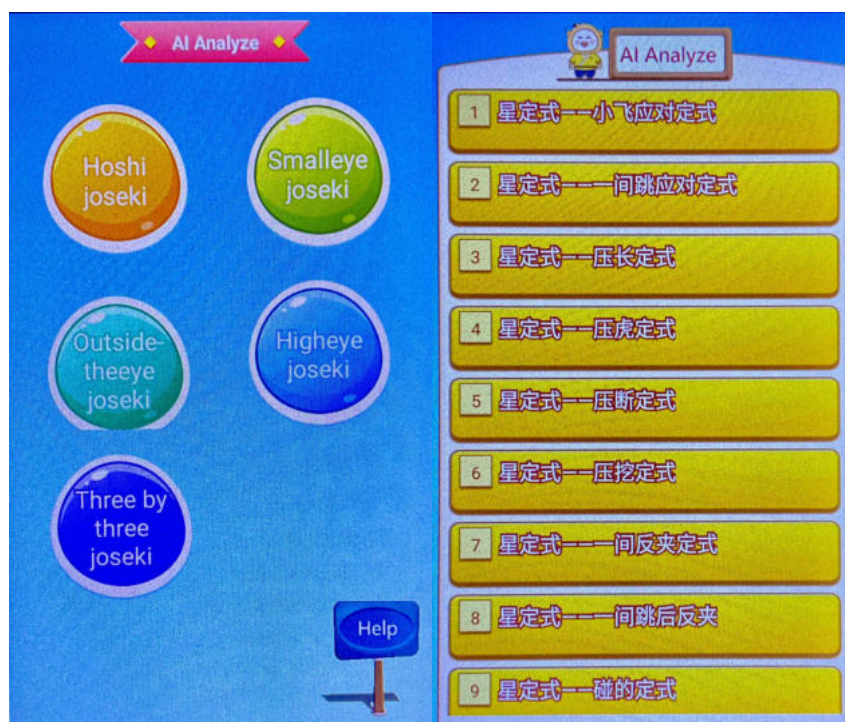 AI Analyze
Hoshi
joseki
Smalleye
joseki
Outside-
theeye
joseki
Higheye
joseki
Three by
three
joseki
Help
AI Analyze
1 星定式——小飞应对定式
2 星定式——一间跳应对定式
3 星定式——压长定式
4 星定式——压虎定式
5 星定式——压断定式
6 星定式——压挖定式
7 星定式——一间反夹定式
8 星定式——一间跳后反夹
9 星定式——碰的定式